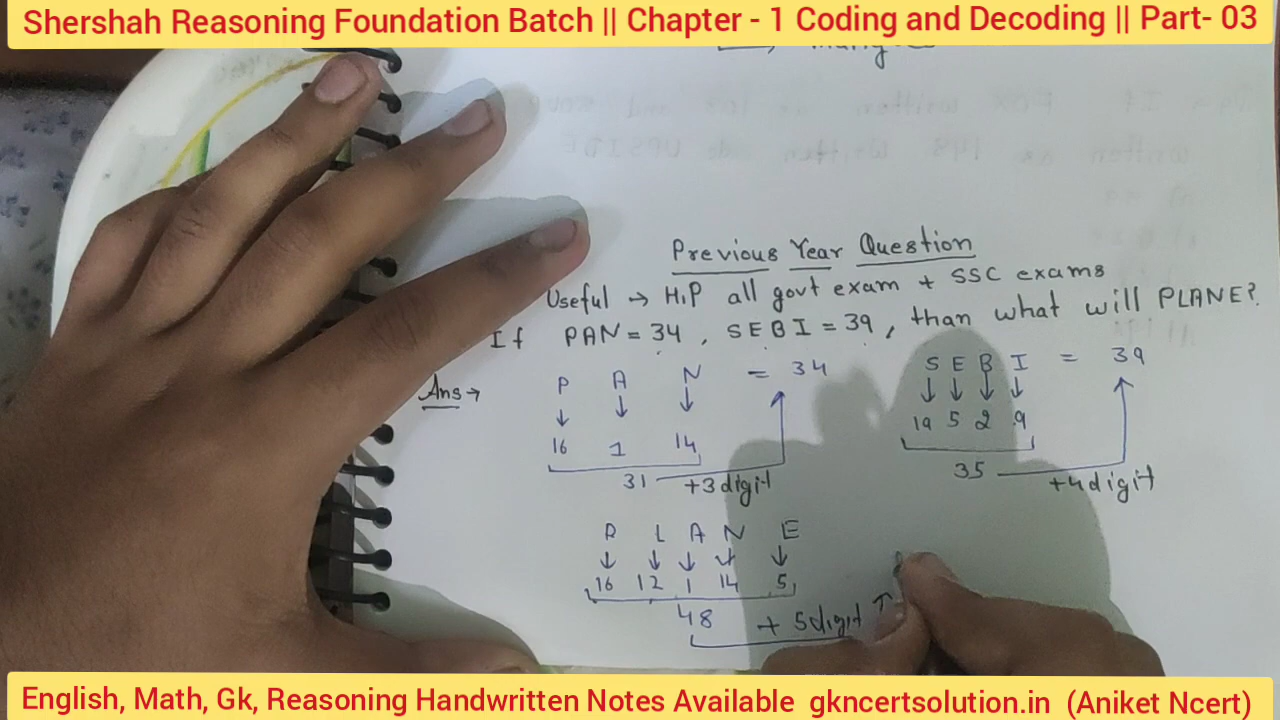 Shershah Reasoning Foundation Batch || Chapter - 1 Coding and Decoding || Part- 03
Previous Year Question
Useful → H.P all govt exam + SSC exams
If PAN = 34 , SEBI = 39 , than what will PLANE?
Ans →
P A N = 34
16 1 14
31 +3 digit
S E B I = 39
19 5 2 9
35 +4 digit
P L A N E
16 12 1 14 5
48 + 5 digit
English, Math, Gk, Reasoning Handwritten Notes Available gkncertsolution.in (Aniket Ncert)